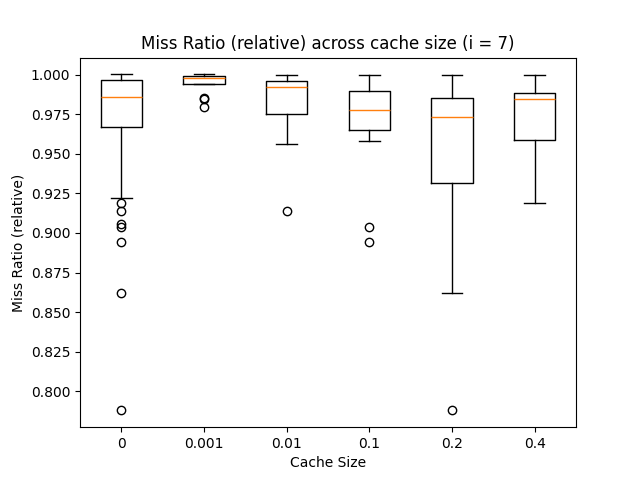 Miss Ratio (relative) across cache size (i = 7)
Miss Ratio (relative)
1.000
0.975
0.950
0.925
0.900
0.875
0.850
0.825
0.800
0 0.001 0.01 0.1 0.2 0.4
Cache Size